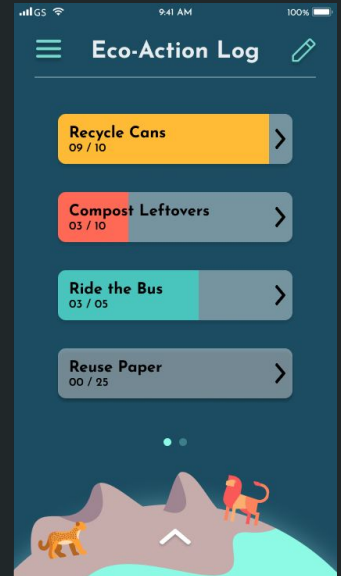 GS 9:41 AM 100%
Eco-Action Log
Recycle Cans
09 / 10
Compost Leftovers
03 / 10
Ride the Bus
03 / 05
Reuse Paper
00 / 25